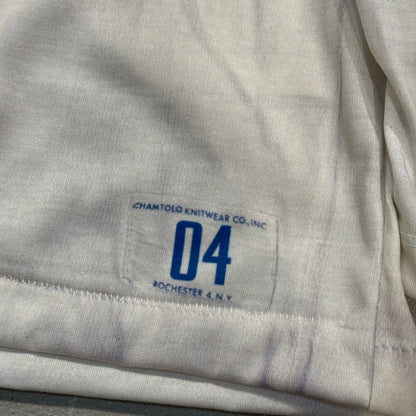 CHAMTOLO KNITWEAR CO., INC
04
ROCHESTER 4. N.Y